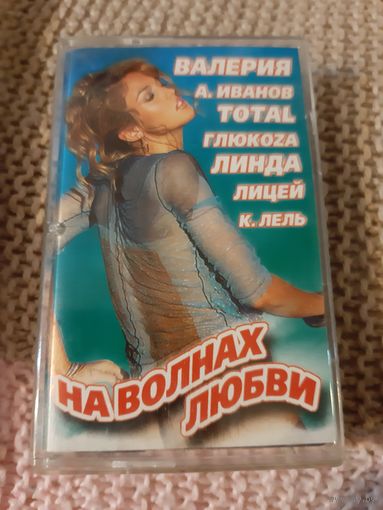 ВАЛЕРИЯ
А. ИВАНОВ
TOTAL
ГЛЮКОZА
ЛИНДА
ЛИЦЕЙ
К. ЛЕЛЬ
НА ВОЛНАХ
ЛЮБВИ